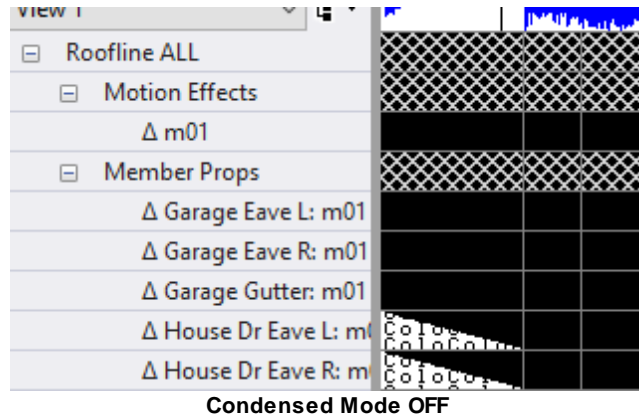 View 1
Roofline ALL
Motion Effects
Δ m01
Member Props
Δ Garage Eave L: m01
Δ Garage Eave R: m01
Δ Garage Gutter: m01
Δ House Dr Eave L: m
Δ House Dr Eave R: m
Condensed Mode OFF